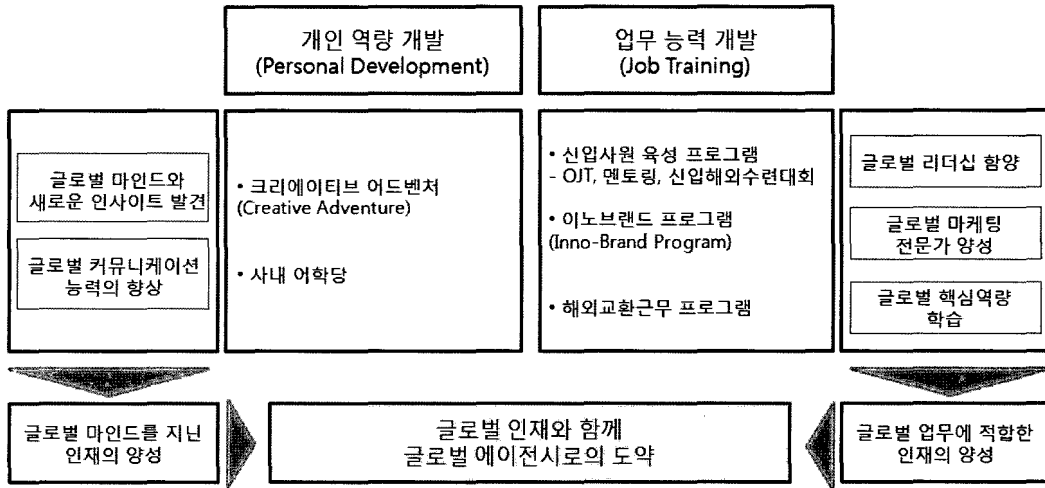 개인 역량 개발
(Personal Development)
업무 능력 개발
(Job Training)
글로벌 마인드와
새로운 인사이트 발견
글로벌 커뮤니케이션
능력의 향상
• 크리에이티브 어드벤처
(Creative Adventure)
• 사내 어학당
• 신입사원 육성 프로그램
- OJT, 멘토링, 신입해외수련대회
• 이노브랜드 프로그램
(Inno-Brand Program)
• 해외교환근무 프로그램
글로벌 리더십 함양
글로벌 마케팅
전문가 양성
글로벌 핵심역량
학습
글로벌 마인드를 지닌
인재의 양성
글로벌 인재와 함께
글로벌 에이전시로의 도약
글로벌 업무에 적합한
인재의 양성